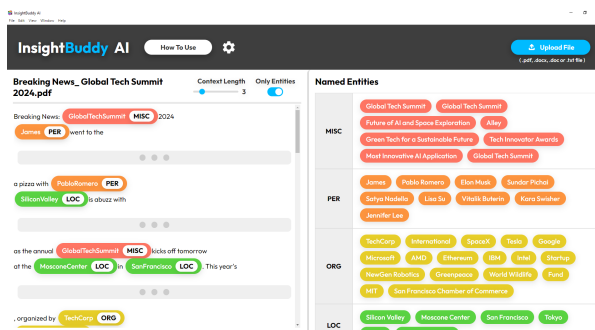 InsightBuddy AI
File Edit View Window Help
InsightBuddy AI
How To Use
Upload File
(.pdf, .docx, .doc or .txt file)
Breaking News_ Global Tech Summit
2024.pdf
Context Length
3
Only Entities
Breaking News: GlobalTechSummit MISC 2024
James PER went to the
a pizza with PabloRomero PER
SiliconValley LOC is abuzz with
as the annual GlobalTechSummit MISC kicks off tomorrow
at the MosconeCenter LOC in SanFrancisco LOC . This year's
, organized by TechCorp ORG
Named Entities
MISC
Global Tech Summit Global Tech Summit
Future of AI and Space Exploration Alley
Green Tech for a Sustainable Future Tech Innovator Awards
Most Innovative AI Application Global Tech Summit
PER
James Pablo Romero Elon Musk Sundar Pichai
Satya Nadella Lisa Su Vitalik Buterin Kara Swisher
Jennifer Lee
ORG
TechCorp International SpaceX Tesla Google
Microsoft AMD Ethereum IBM Intel Startup
NewGen Robotics Greenpeace World Wildlife Fund
MIT San Francisco Chamber of Commerce
LOC
Silicon Valley Moscone Center San Francisco Tokyo